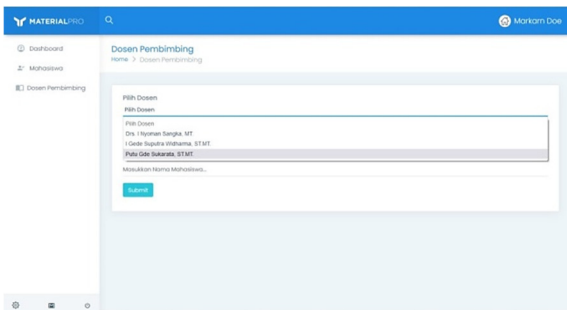 MATERIALPRO
Markarn Doe
Dashboard
Mahasiswa
Dosen Pembimbing
Dosen Pembimbing
Home > Dosen Pembimbing
Pilih Dosen
Pilih Dosen
Pilih Dosen
Drs. I Nyoman Sangka, MT.
I Gede Suputra Widharma, ST.MT.
Putu Gde Sukarata, ST.MT.
Masukkan Nama Mahasiswa...
Submit